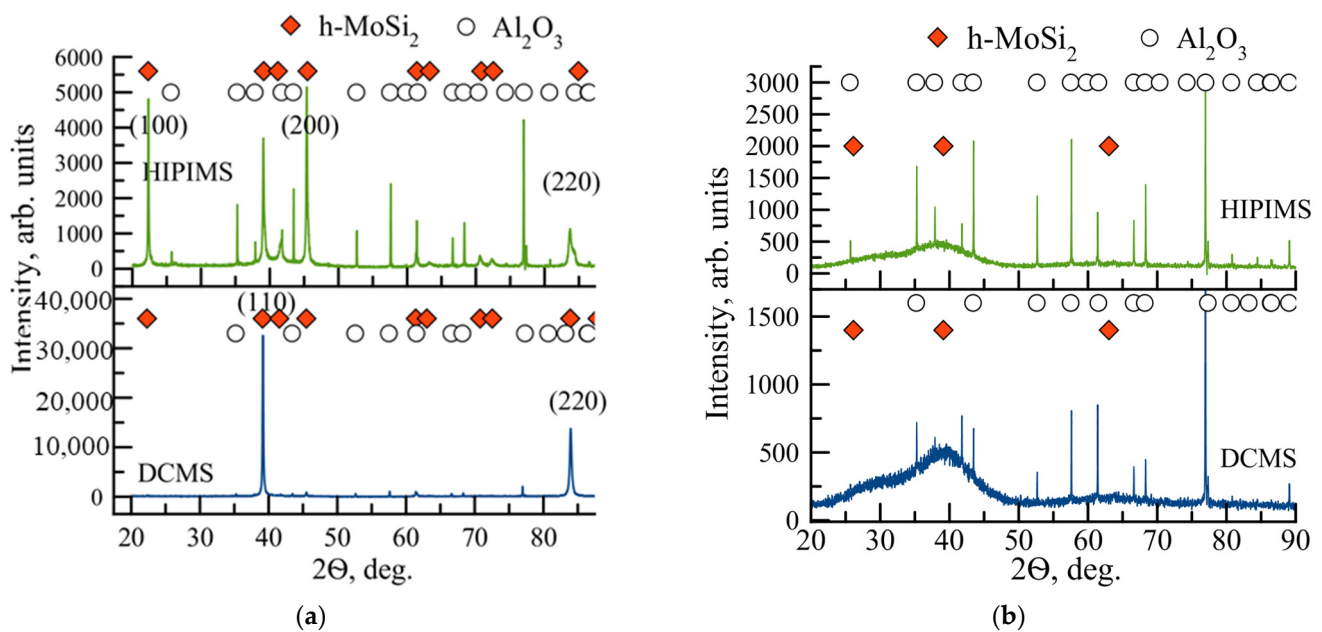 h-MoSi₂ Al₂O₃
6000
5000
4000
3000
2000
1000
0
(100)
(200)
HIPIMS
(220)
40,000
30,000
20,000
10,000
0
(110)
(220)
DCMS
Intensity, arb. units
20 30 40 50 60 70 80
2Θ, deg.
(a)
h-MoSi₂ Al₂O₃
3000
2500
2000
1500
1000
500
0
HIPIMS
1500
1000
500
0
DCMS
Intensity, arb. units
20 30 40 50 60 70 80 90
2Θ, deg.
(b)